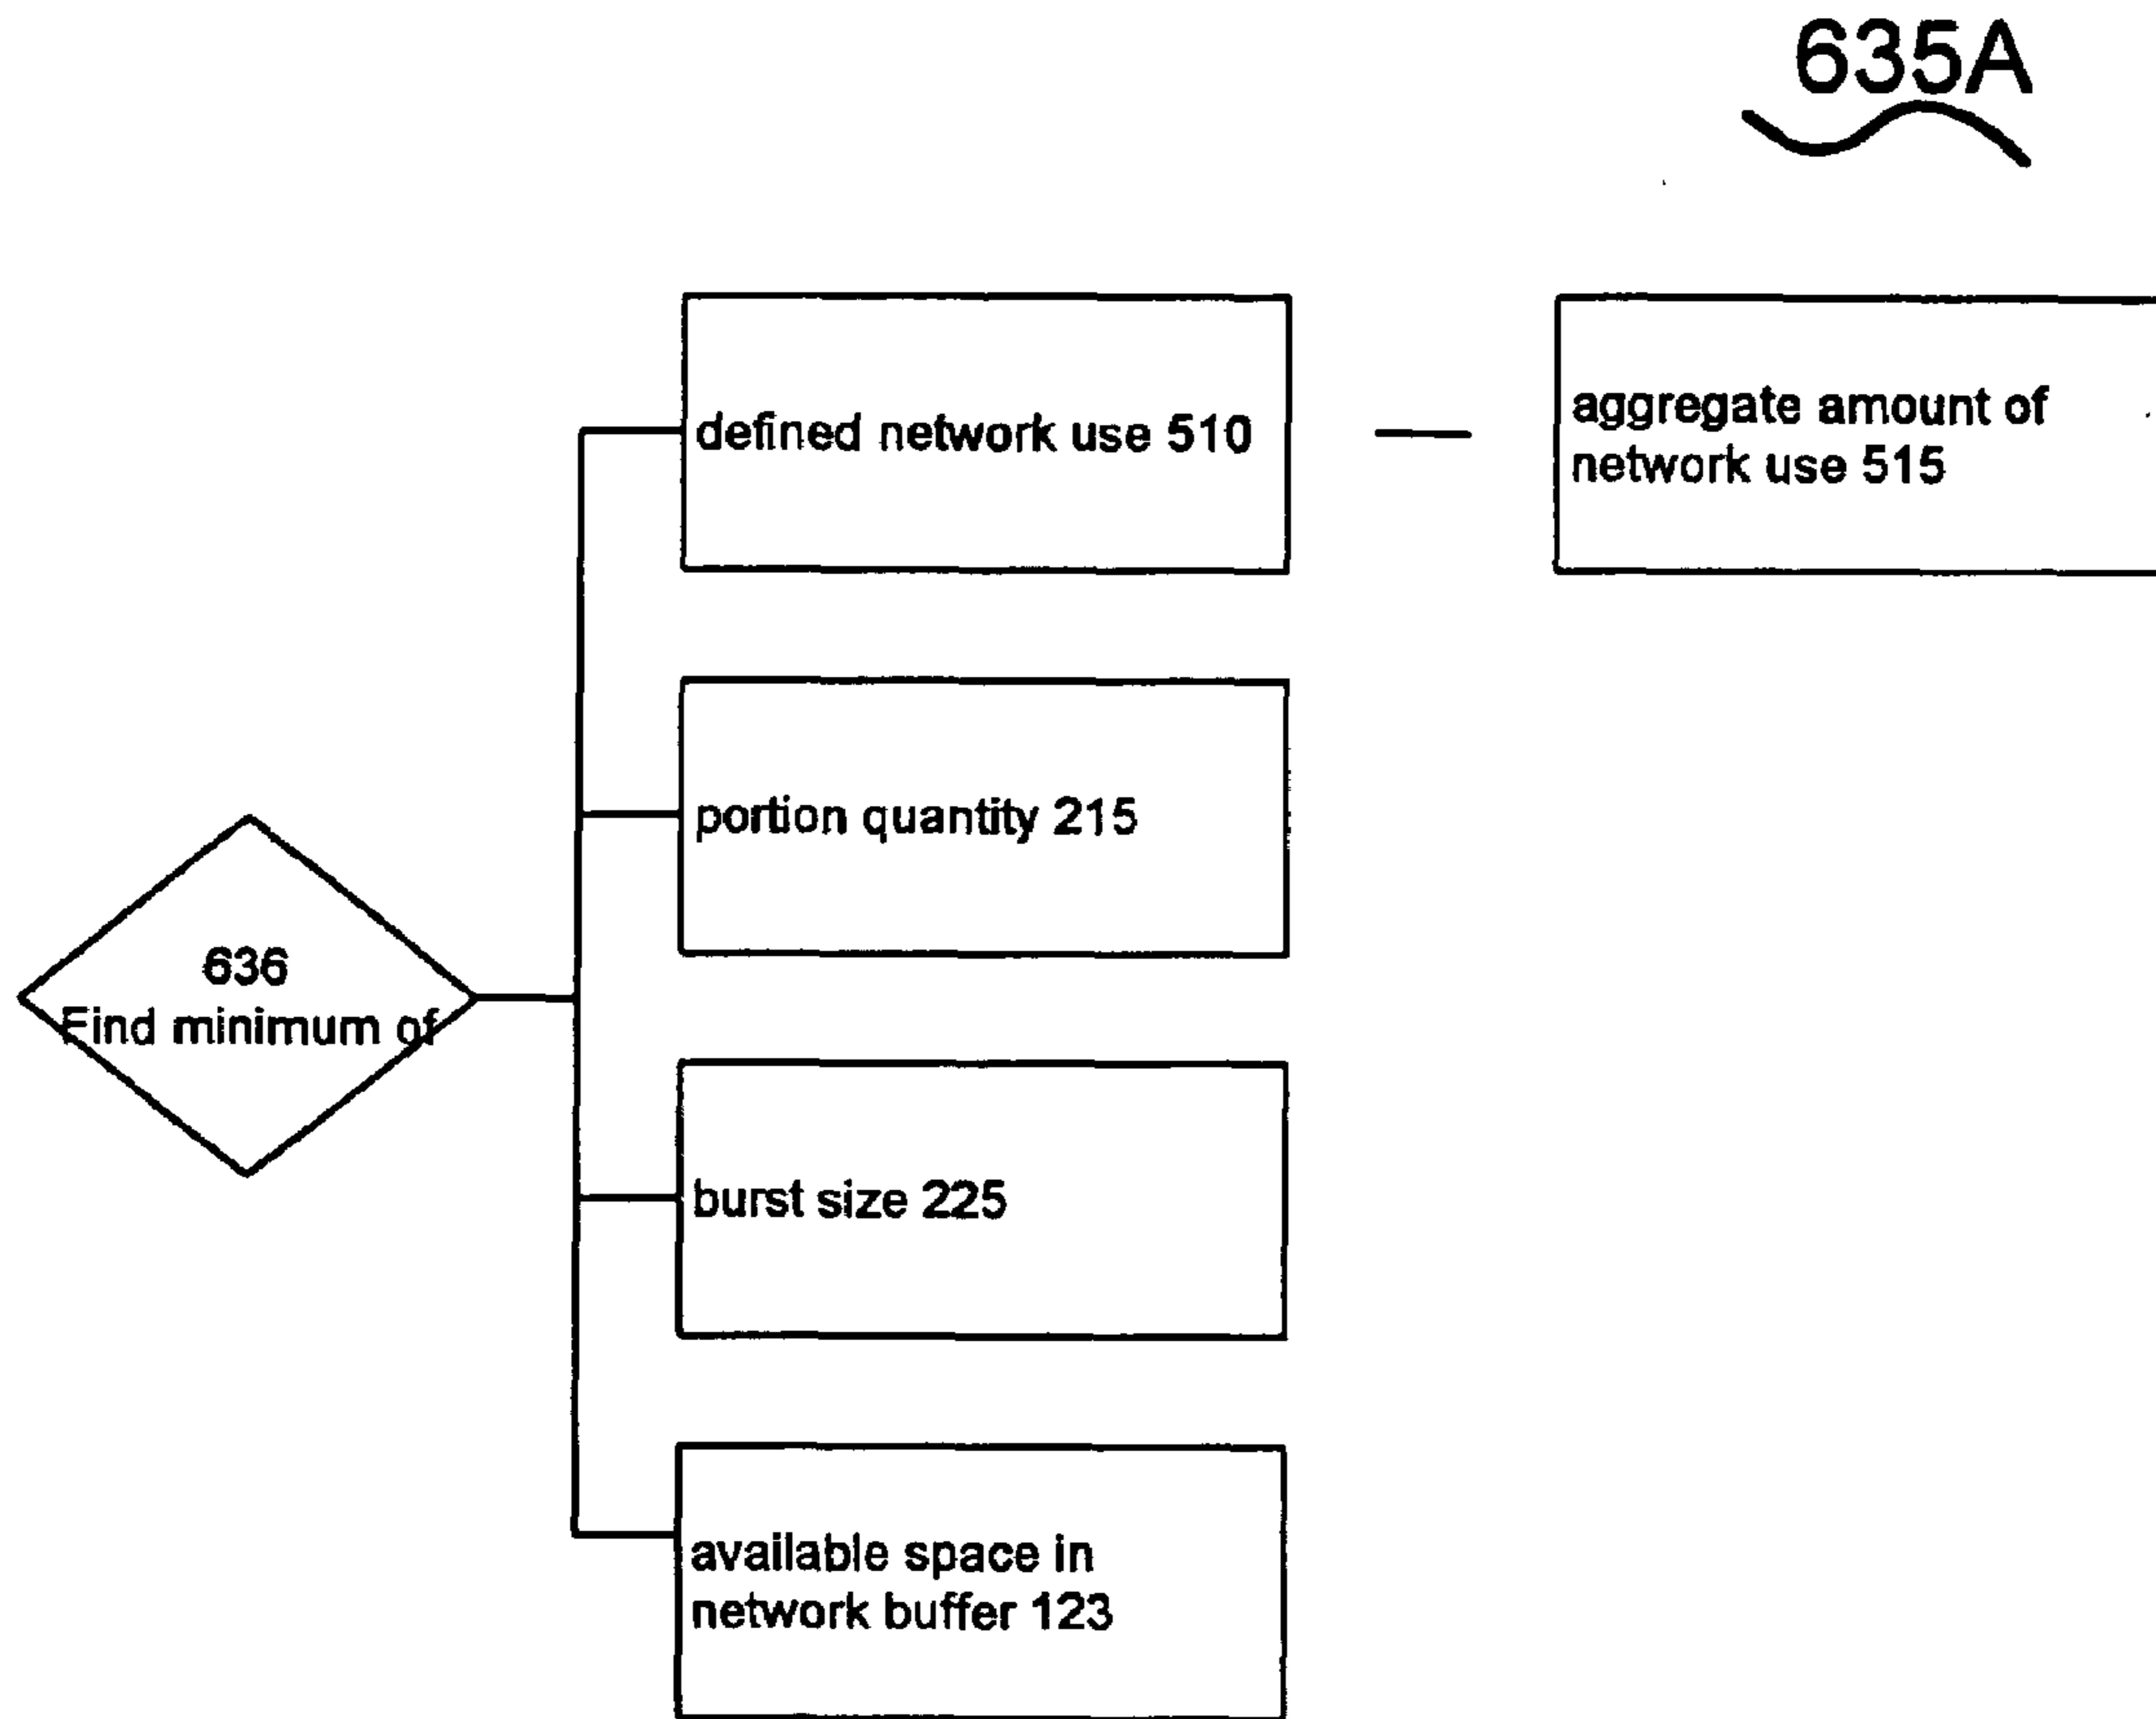 635A
defined network use 510
—
aggregate amount of
network use 515
portion quantity 215
636
Find minimum of
burst size 225
available space in
network buffer 123